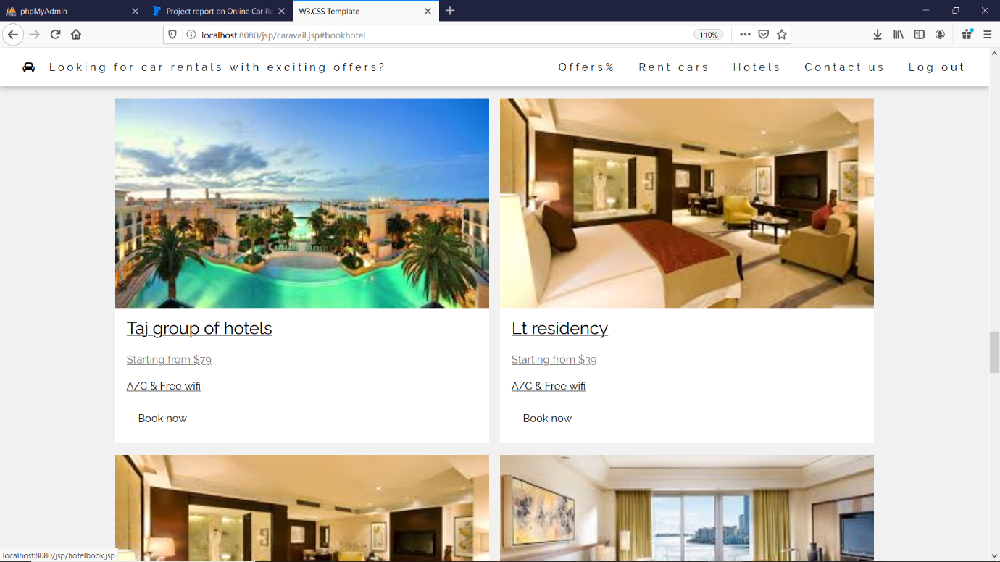 phpMyAdmin
Project report on Online Car Re
W3.CSS Template
localhost:8080/jsp/caravail.jsp#bookhotel
110%
Looking for car rentals with exciting offers?
Offers% Rent cars Hotels Contact us Log out
Taj group of hotels
Lt residency
Starting from $79
Starting from $39
A/C & Free wifi
A/C & Free wifi
Book now
Book now
localhost:8080/jsp/hotelbook.jsp